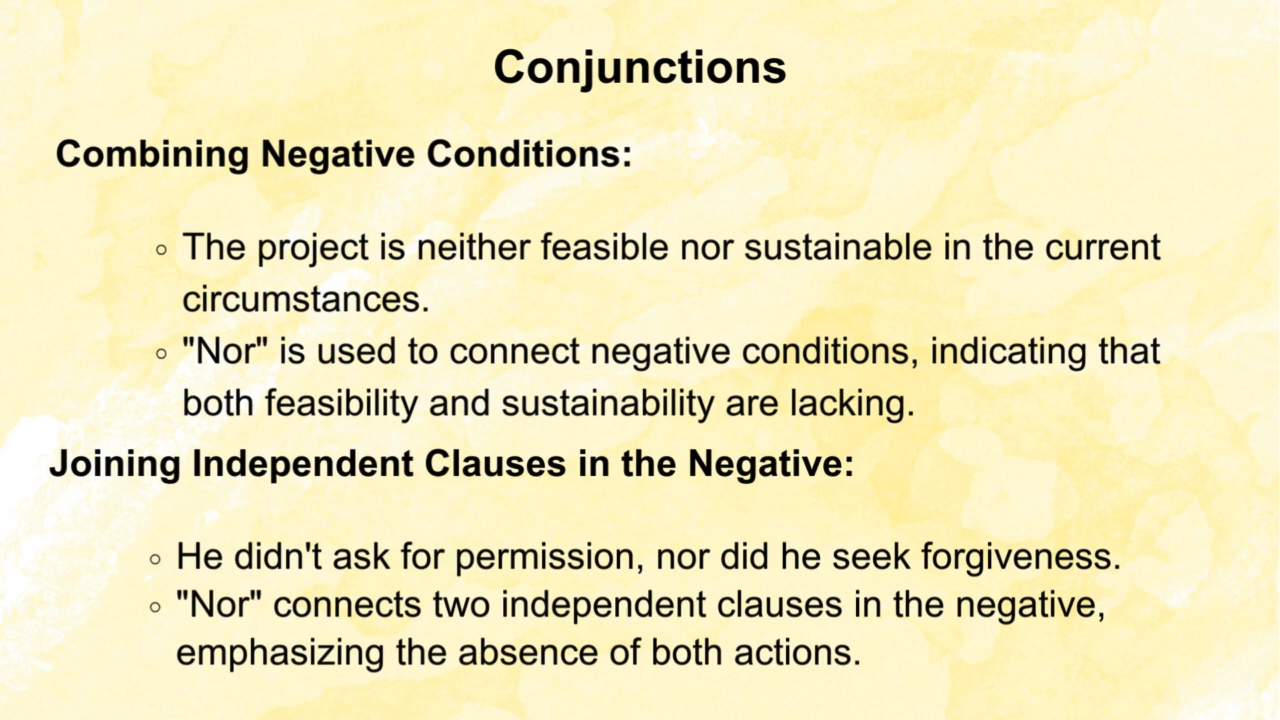 Conjunctions
Combining Negative Conditions:
The project is neither feasible nor sustainable in the current
circumstances.
"Nor" is used to connect negative conditions, indicating that
both feasibility and sustainability are lacking.
Joining Independent Clauses in the Negative:
He didn't ask for permission, nor did he seek forgiveness.
"Nor" connects two independent clauses in the negative,
emphasizing the absence of both actions.